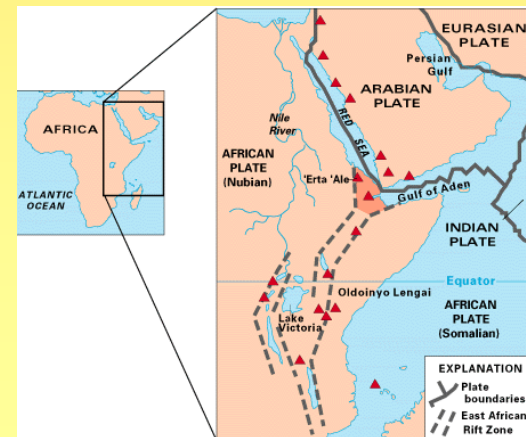 AFRICA
ATLANTIC
OCEAN
EURASIAN
PLATE
Persian
Gulf
ARABIAN
PLATE
Nile
River
RED SEA
AFRICAN
PLATE
(Nubian)
'Erta 'Ale
Gulf of Aden
INDIAN
PLATE
Equator
Oldoinyo Lengai
AFRICAN
PLATE
(Somalian)
Lake
Victoria
EXPLANATION
Plate
boundaries
East African
Rift Zone